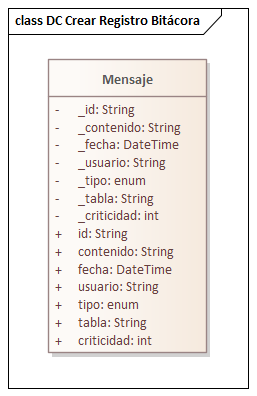 class DC Crear Registro Bitácora
Mensaje
- _id: String
- _contenido: String
- _fecha: DateTime
- _usuario: String
- _tipo: enum
- _tabla: String
- _criticidad: int
+ id: String
+ contenido: String
+ fecha: DateTime
+ usuario: String
+ tipo: enum
+ tabla: String
+ criticidad: int